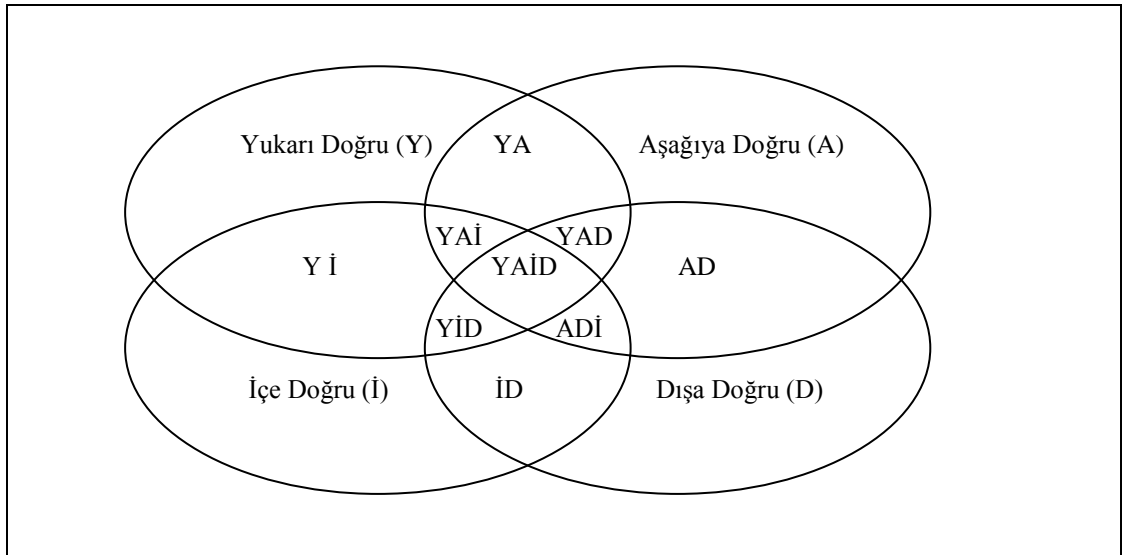 Yukarı Doğru (Y)
YA
Aşağıya Doğru (A)
YAİ
YAD
Y İ
YAİD
AD
YİD
ADİ
İçe Doğru (İ)
İD
Dışa Doğru (D)